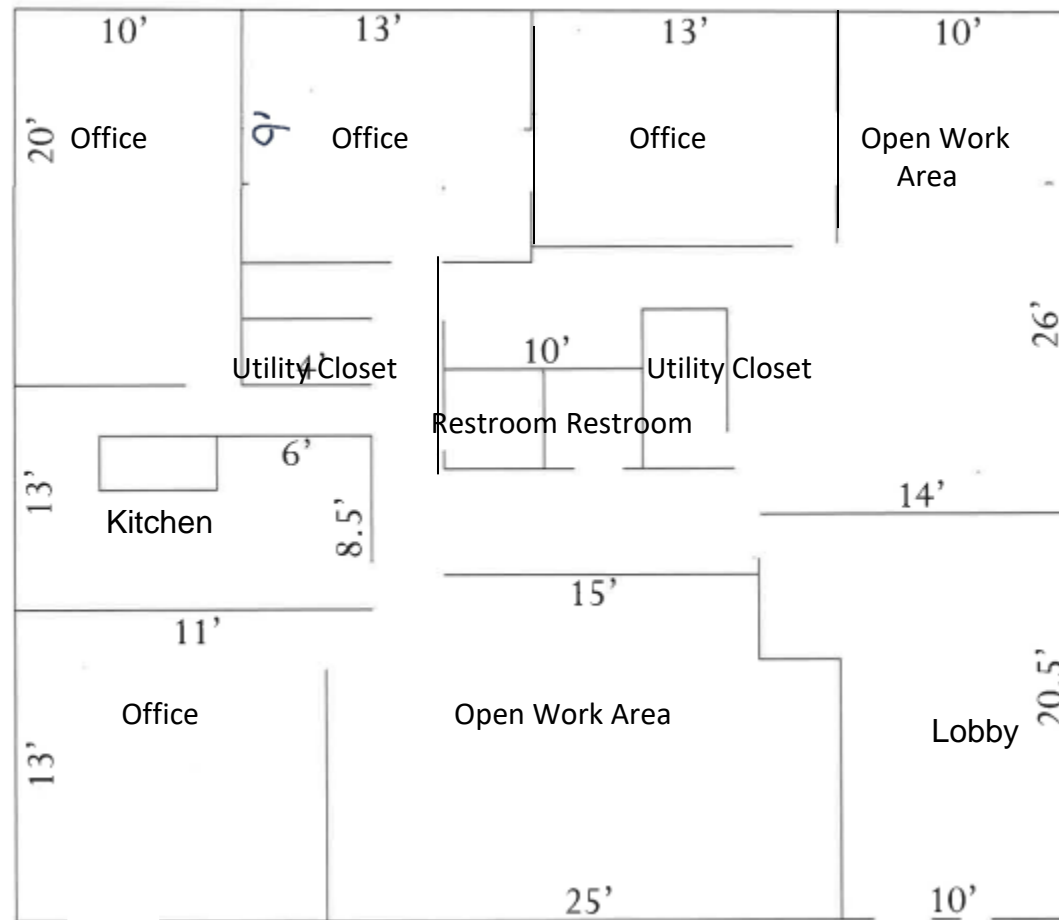 10'
13'
13'
10'
20'
Office
9'
Office
Office
Open Work
Area
26'
Utility Closet
4'
10'
Utility Closet
Restroom
Restroom
6'
13'
Kitchen
8.5'
14'
15'
11'
20.5'
Office
Open Work Area
Lobby
13'
25'
10'